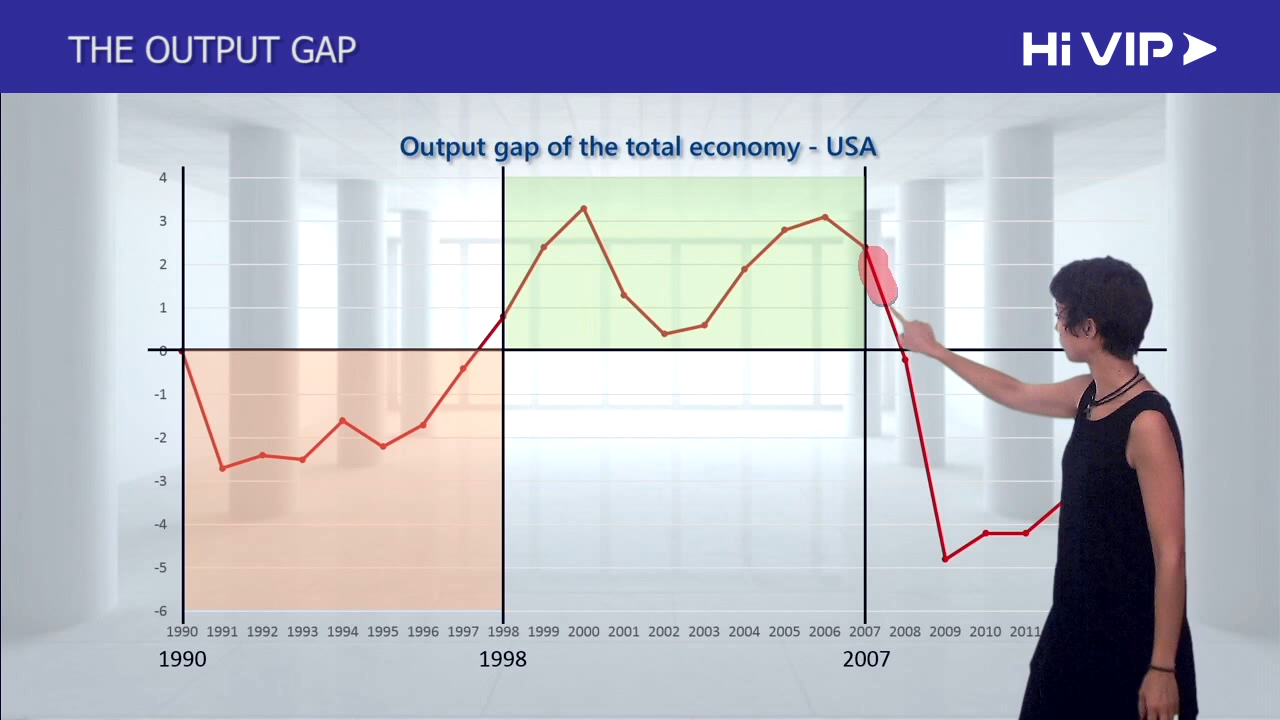 THE OUTPUT GAP
Hi VIP
Output gap of the total economy - USA
4
3
2
1
0
-1
-2
-3
-4
-5
-6
1990 1991 1992 1993 1994 1995 1996 1997 1998 1999 2000 2001 2002 2003 2004 2005 2006 2007 2008 2009 2010 2011
1990 1998 2007